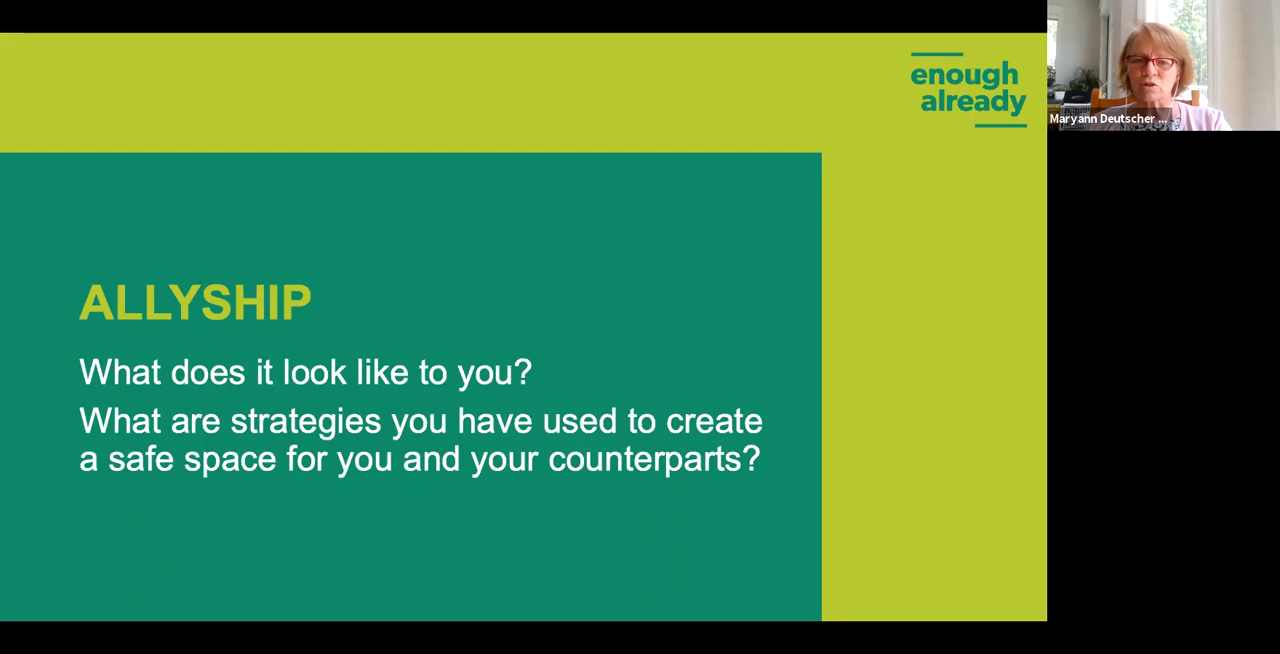 enough
already
Maryann Deutscher ...
ALLYSHIP
What does it look like to you?
What are strategies you have used to create
a safe space for you and your counterparts?